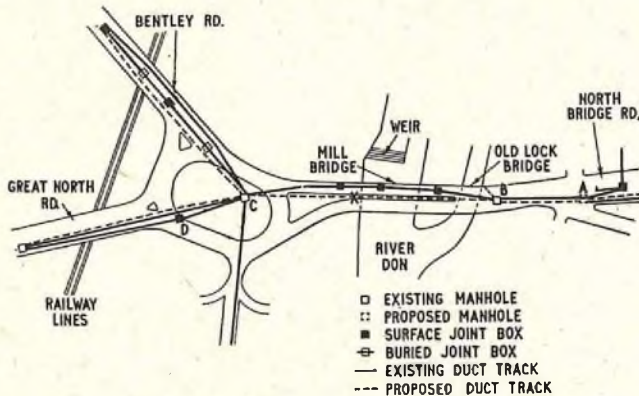 BENTLEY RD.
NORTH
BRIDGE RD.
WEIR
MILL
BRIDGE
OLD LOCK
BRIDGE
B
A
GREAT NORTH
RD.
C
X
D
RIVER
DON
RAILWAY
LINES
EXISTING MANHOLE
PROPOSED MANHOLE
SURFACE JOINT BOX
BURIED JOINT BOX
EXISTING DUCT TRACK
PROPOSED DUCT TRACK